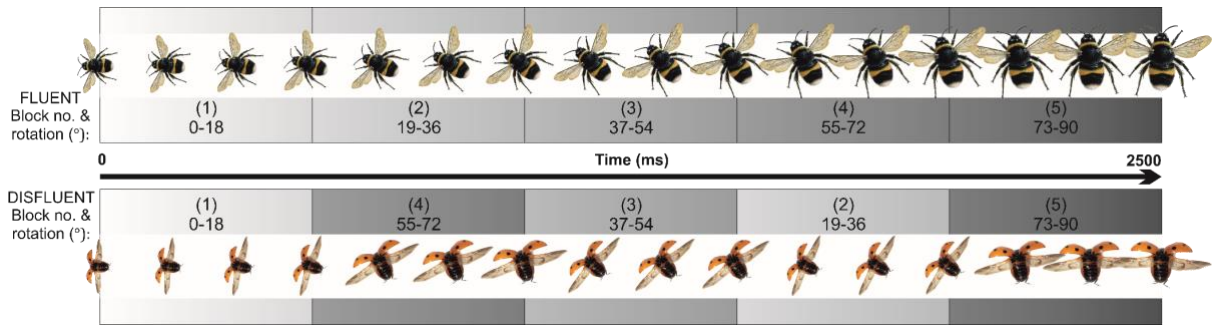 FLUENT
Block no. &
rotation (°):
(1) (2) (3) (4) (5)
0-18 19-36 37-54 55-72 73-90
0 Time (ms) 2500
DISFLUENT
Block no. &
rotation (°):
(1) (4) (3) (2) (5)
0-18 55-72 37-54 19-36 73-90